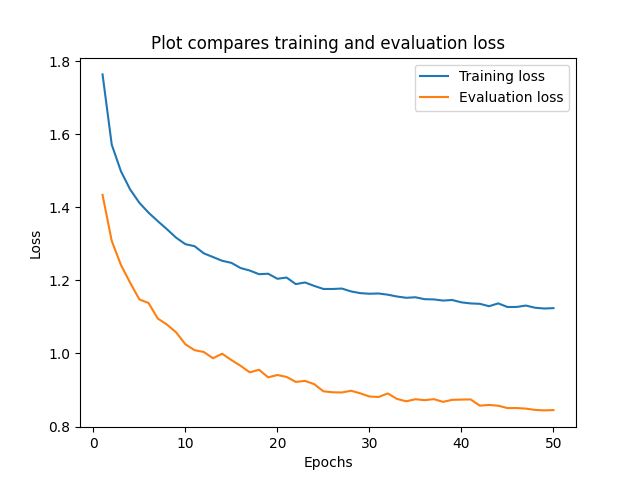 Plot compares training and evaluation loss
1.8
1.6
1.4
1.2
1.0
0.8
Loss
Training loss
Evaluation loss
0 10 20 30 40 50
Epochs